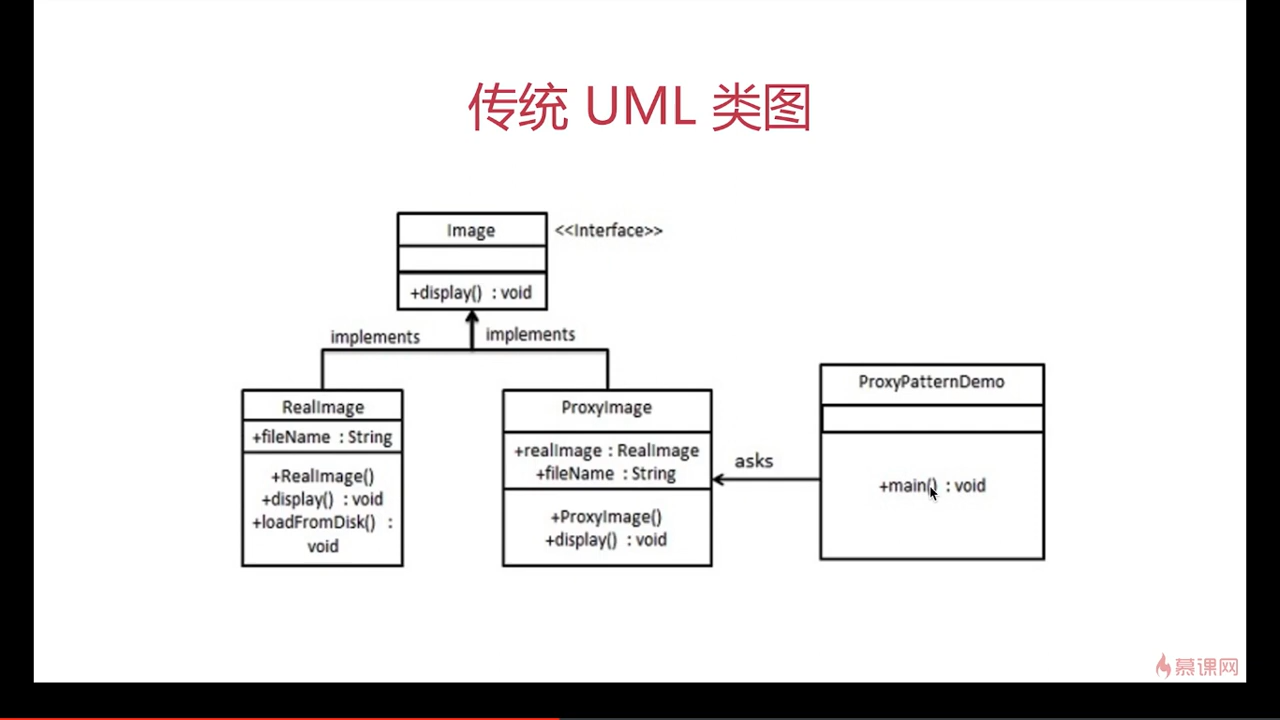 传统 UML 类图
Image
<<Interface>>
+display() : void
implements
implements
RealImage
+fileName : String
+RealImage()
+display() : void
+loadFromDisk() :
void
ProxyImage
+realImage : RealImage
+fileName : String
+ProxyImage()
+display() : void
asks
ProxyPatternDemo
+main() : void
慕课网